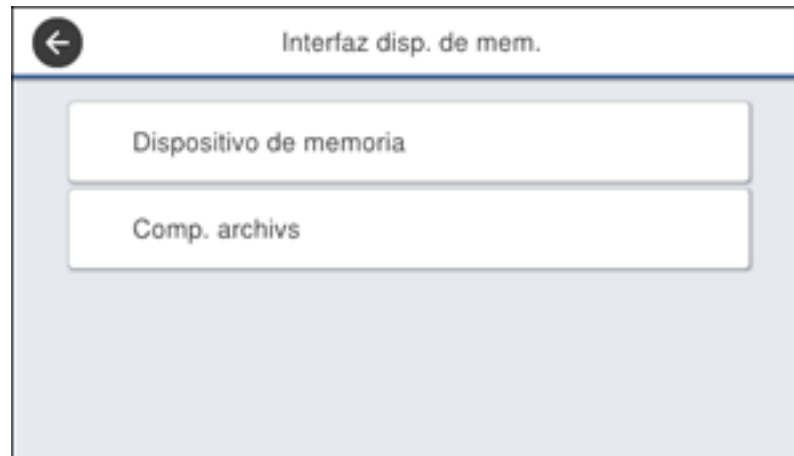 Interfaz disp. de mem.
Dispositivo de memoria
Comp. archivs